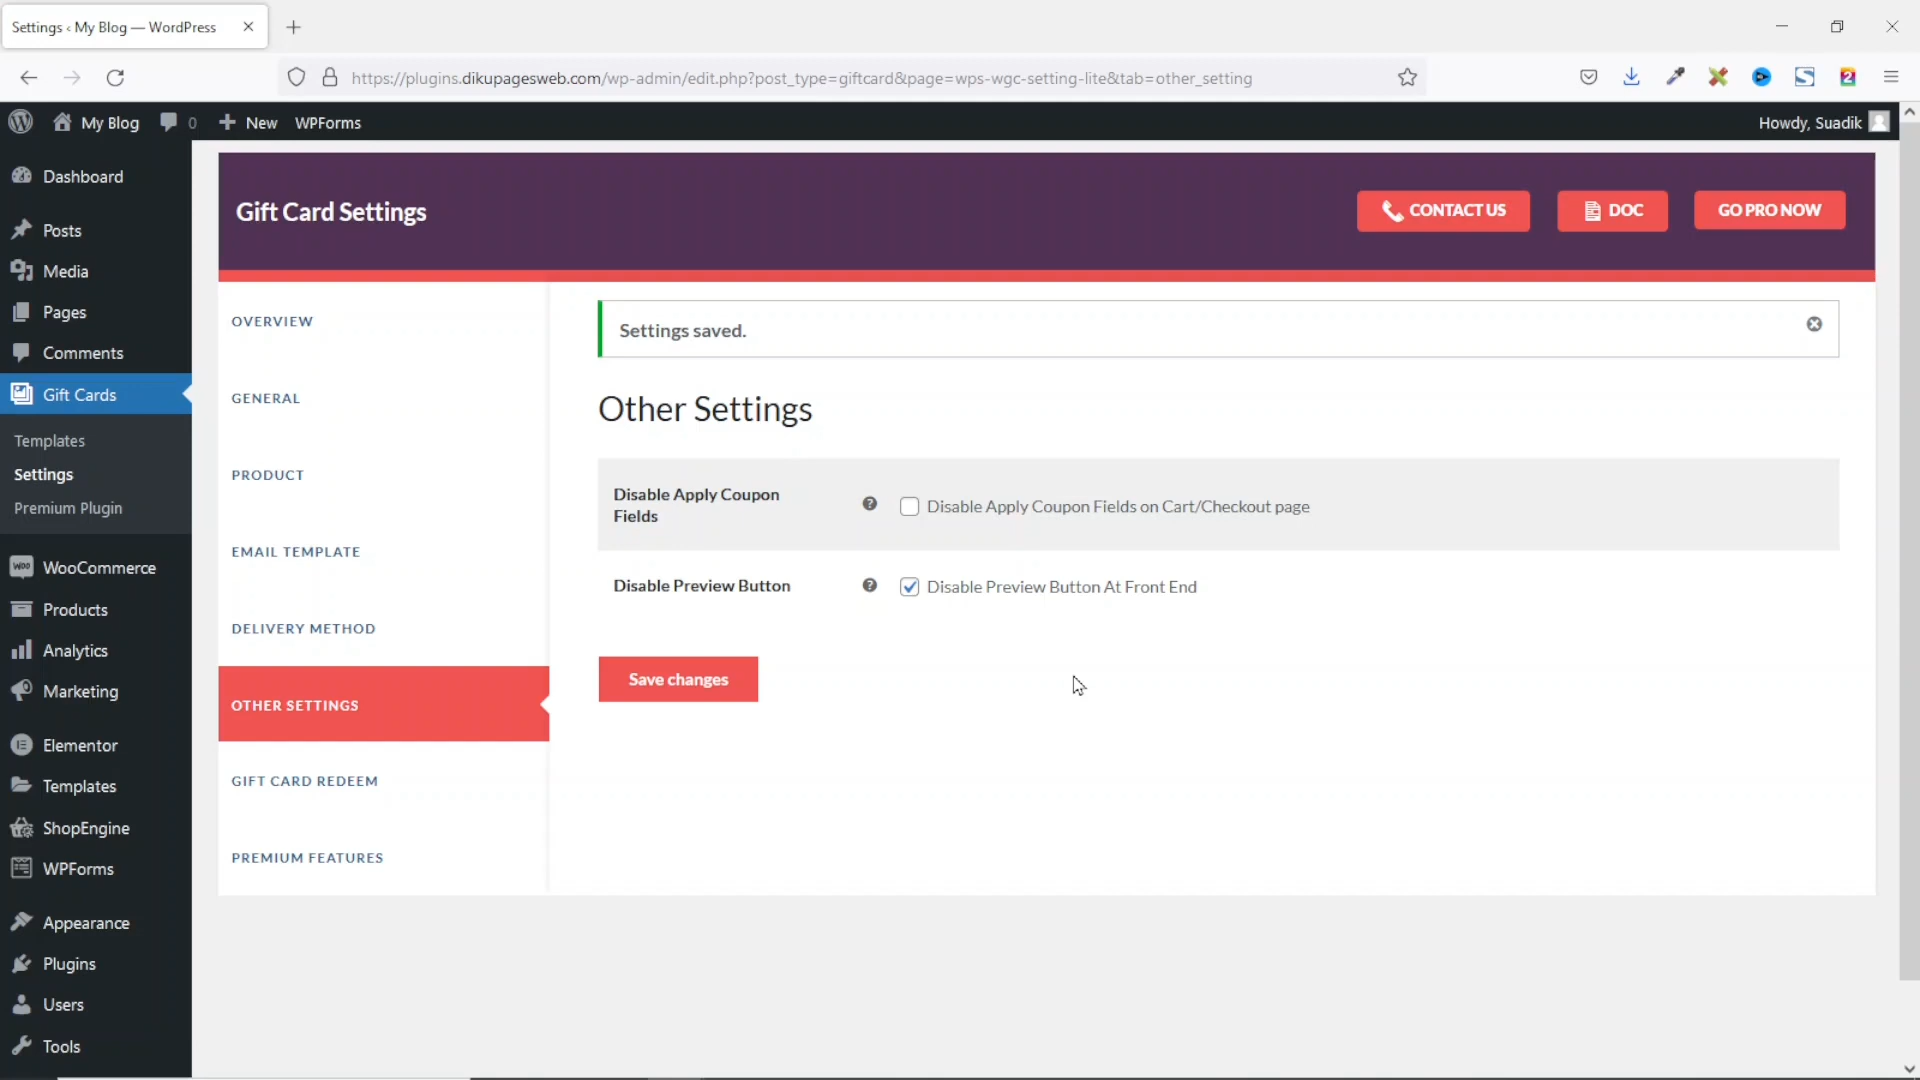 Settings ‹ My Blog — WordPress
https://plugins.dikupagesweb.com/wp-admin/edit.php?post_type=giftcard&page=wps-wgc-setting-lite&tab=other_setting
My Blog
0
New
WPForms
Howdy, Suadik
Dashboard
Posts
Media
Pages
Comments
Gift Cards
Templates
Settings
Premium Plugin
WooCommerce
Products
Analytics
Marketing
Elementor
Templates
ShopEngine
WPForms
Appearance
Plugins
Users
Tools
Gift Card Settings
CONTACT US
DOC
GO PRO NOW
OVERVIEW
GENERAL
PRODUCT
EMAIL TEMPLATE
DELIVERY METHOD
OTHER SETTINGS
GIFT CARD REDEEM
PREMIUM FEATURES
Settings saved.
Other Settings
Disable Apply Coupon
Fields
Disable Apply Coupon Fields on Cart/Checkout page
Disable Preview Button
Disable Preview Button At Front End
Save changes